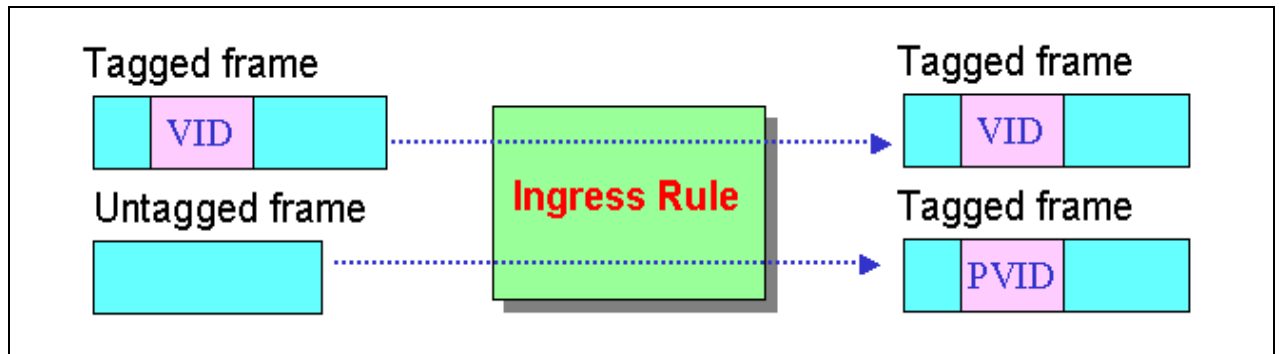 Tagged frame
VID
Untagged frame
Ingress Rule
Tagged frame
VID
Tagged frame
PVID